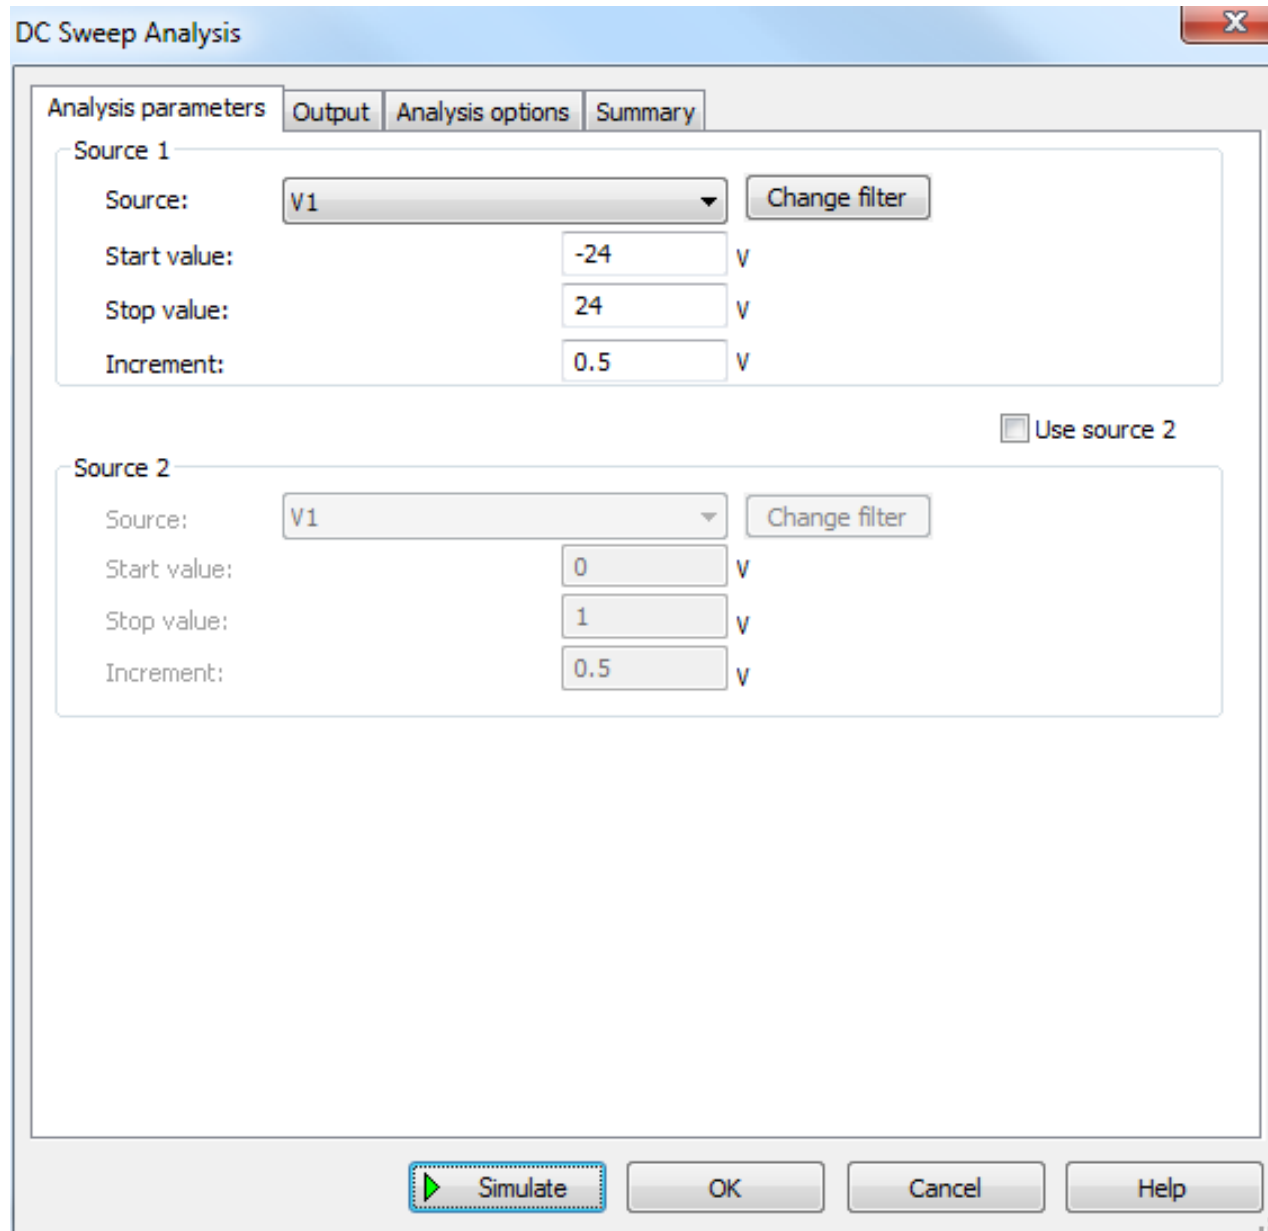 DC Sweep Analysis
x
Analysis parameters Output Analysis options Summary
Source 1
Source: V1 Change filter
Start value: -24 V
Stop value: 24 V
Increment: 0.5 V
Use source 2
Source 2
Source: V1 Change filter
Start value: 0 V
Stop value: 1 V
Increment: 0.5 V
Simulate OK Cancel Help